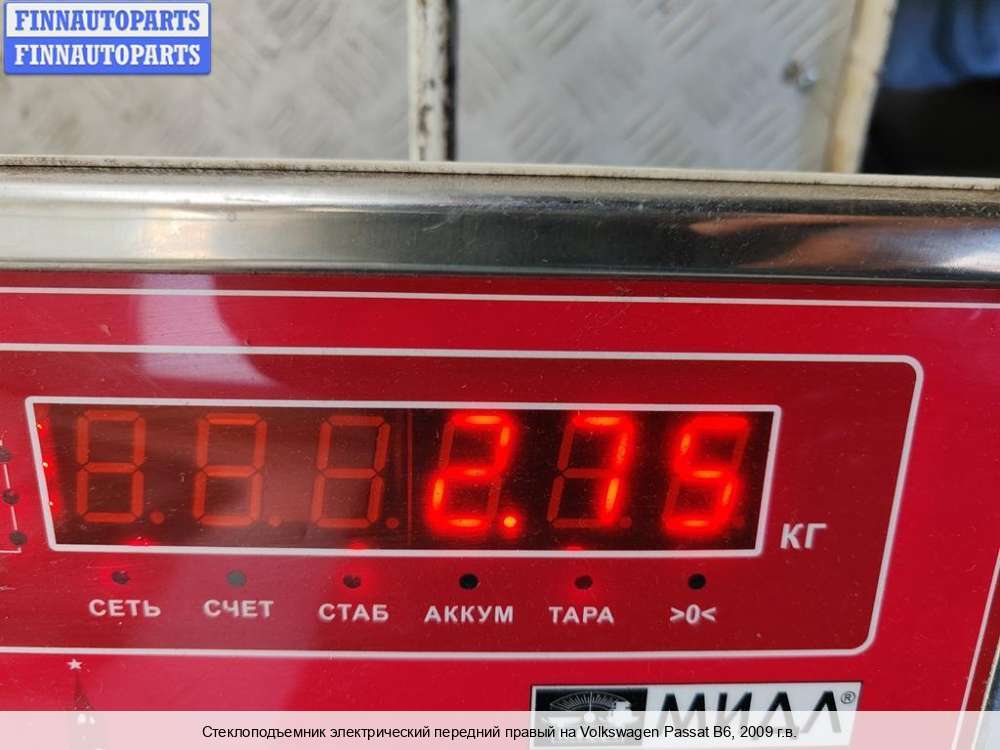 FINNAUTOPARTS
FINNAUTOPARTS
2.75
КГ
СЕТЬ СЧЕТ СТАБ АККУМ ТАРА >0<
МИДЛ®
Стеклоподъемник электрический передний правый на Volkswagen Passat B6, 2009 г.в.